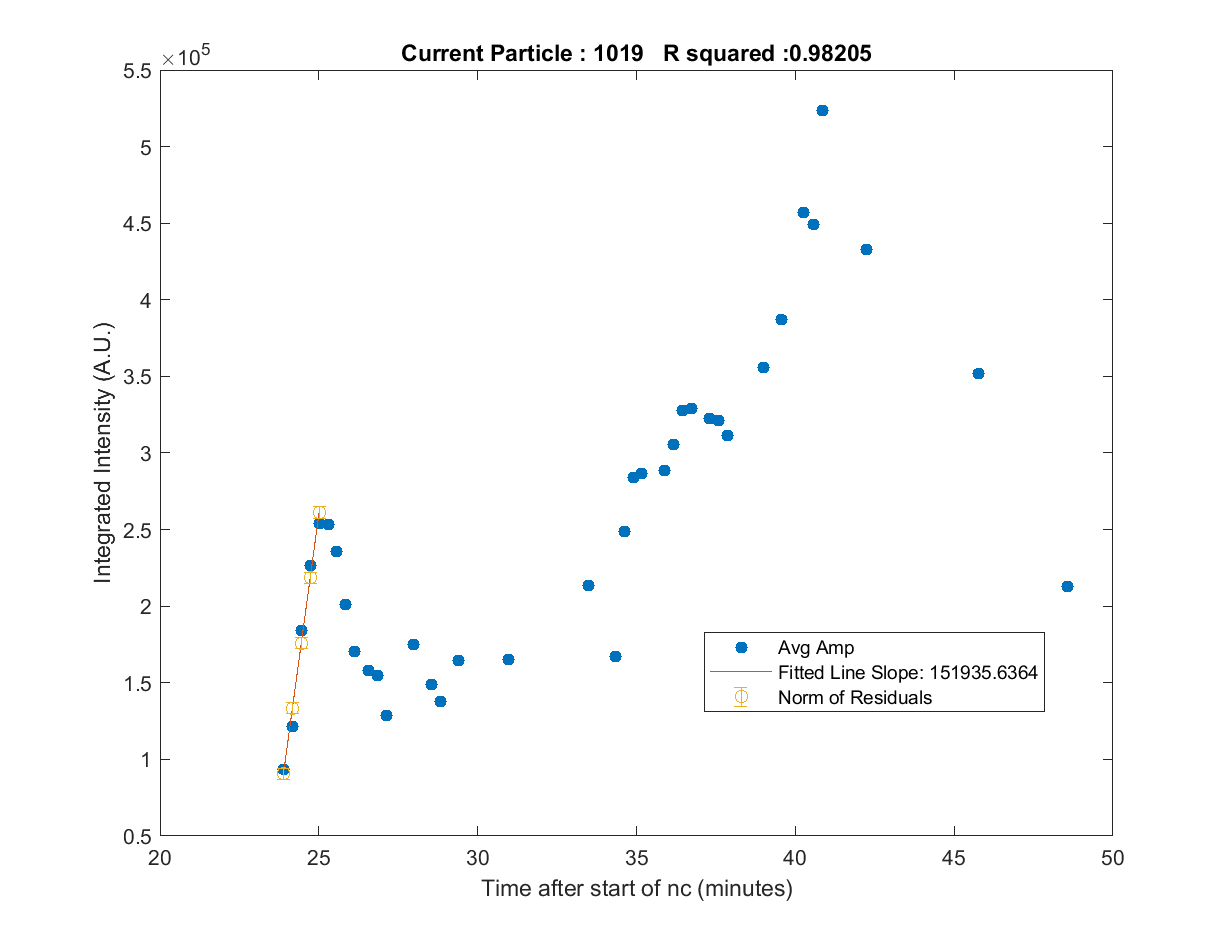 Current Particle : 1019 R squared :0.98205
×10^5
5.5
5
4.5
4
3.5
3
2.5
2
1.5
1
0.5
Integrated Intensity (A.U.)
Avg Amp
Fitted Line Slope: 151935.6364
Norm of Residuals
20 25 30 35 40 45 50
Time after start of nc (minutes)